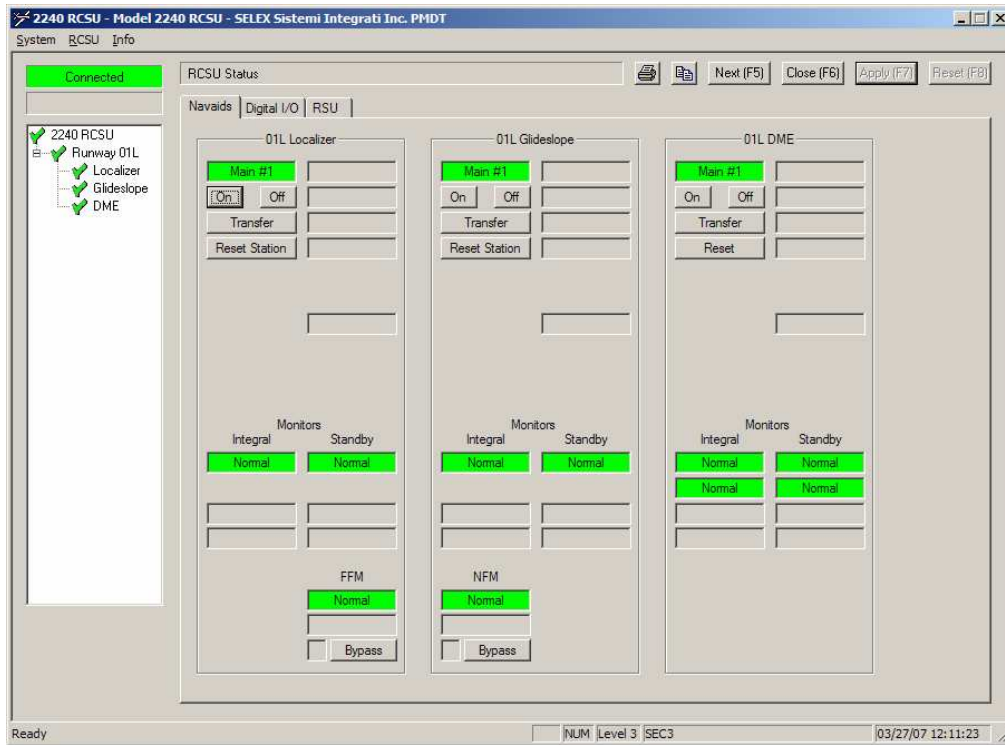 2240 RCSU - Model 2240 RCSU - SELEX Sistemi Integrati Inc. PMDT
System RCSU Info
Connected
RCSU Status
Next (F5) Close (F6) Apply (F7) Reset (F8)
Navaids Digital I/O RSU
2240 RCSU
Runway 01L
Localizer
Glideslope
DME
01L Localizer
Main #1
On Off
Transfer
Reset Station
Monitors
Integral Standby
Normal Normal
FFM
Normal
Bypass
01L Glideslope
Main #1
On Off
Transfer
Reset Station
Monitors
Integral Standby
Normal Normal
NFM
Normal
Bypass
01L DME
Main #1
On Off
Transfer
Reset
Monitors
Integral Standby
Normal Normal
Normal Normal
Ready NUM Level 3 SEC3 03/27/07 12:11:23